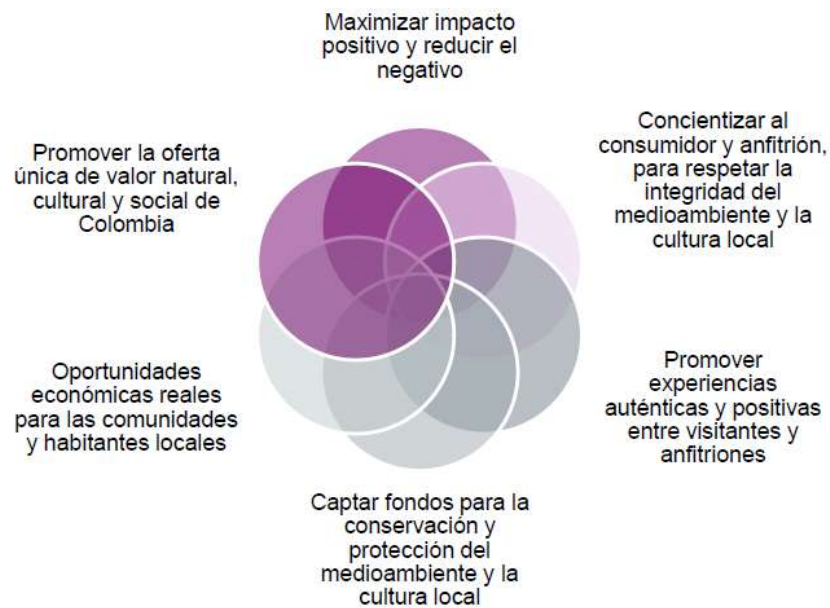 Maximizar impacto
positivo y reducir el
negativo
Concientizar al
consumidor y anfitrión,
para respetar la
integridad del
medioambiente y la
cultura local
Promover
experiencias
auténticas y positivas
entre visitantes y
anfitriones
Captar fondos para la
conservación y
protección del
medioambiente y la
cultura local
Oportunidades
económicas reales
para las comunidades
y habitantes locales
Promover la oferta
única de valor natural,
cultural y social de
Colombia